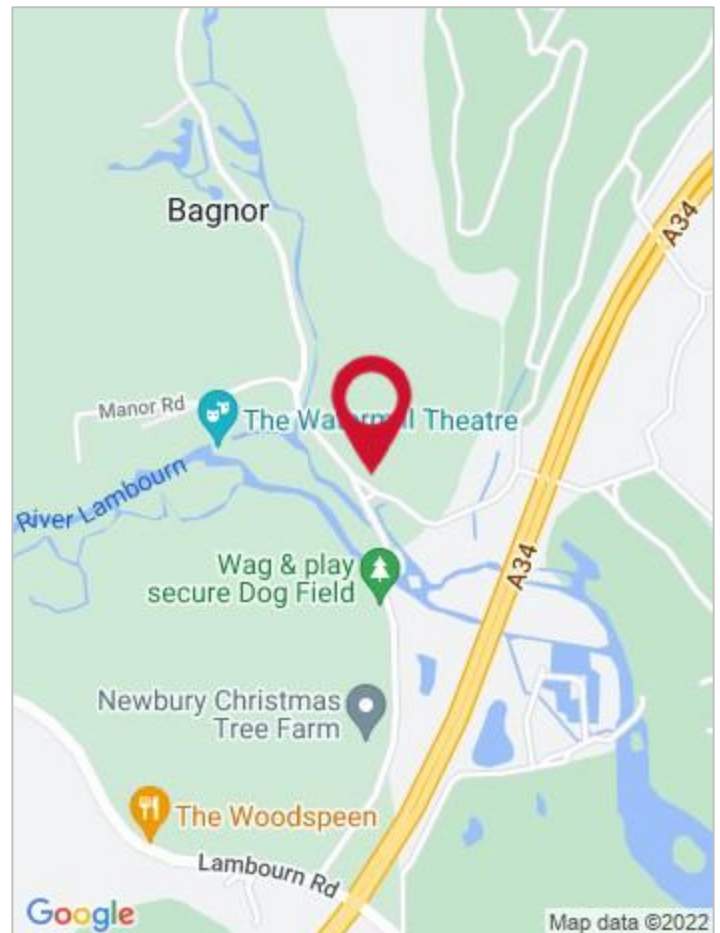 A34
Bagnor
Manor Rd
The Watermill Theatre
River Lambourn
Wag & play
secure Dog Field
A34
Newbury Christmas
Tree Farm
The Woodspeen
Lambourn Rd
Google
Map data ©2022